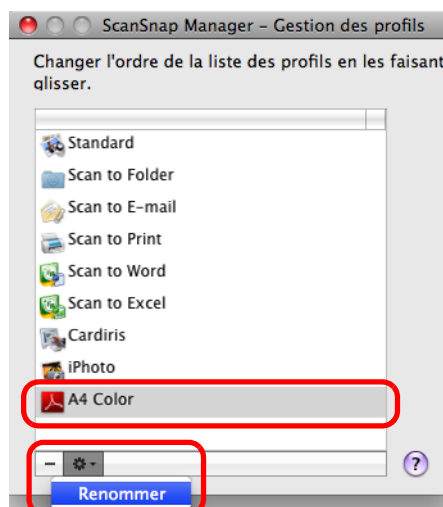 ScanSnap Manager – Gestion des profils
Changer l'ordre de la liste des profils en les faisant
glisser.
Standard
Scan to Folder
Scan to E-mail
Scan to Print
Scan to Word
Scan to Excel
Cardiris
iPhoto
A4 Color
?
Renommer